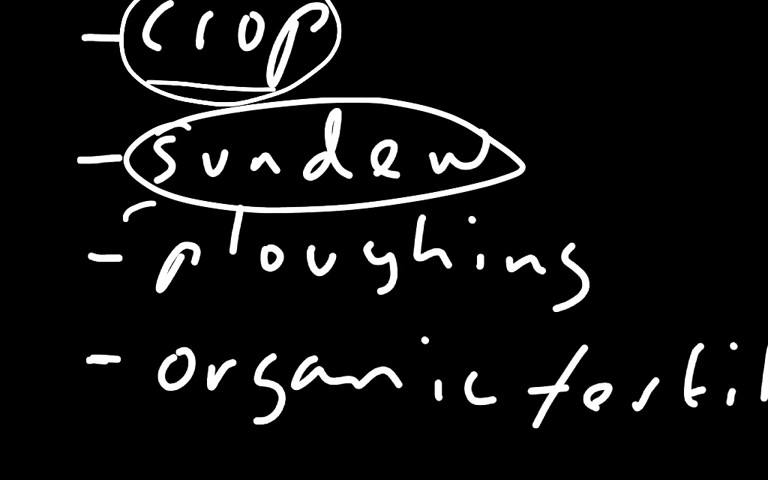 - crop
- sundew
- ploughing
- organic fertil